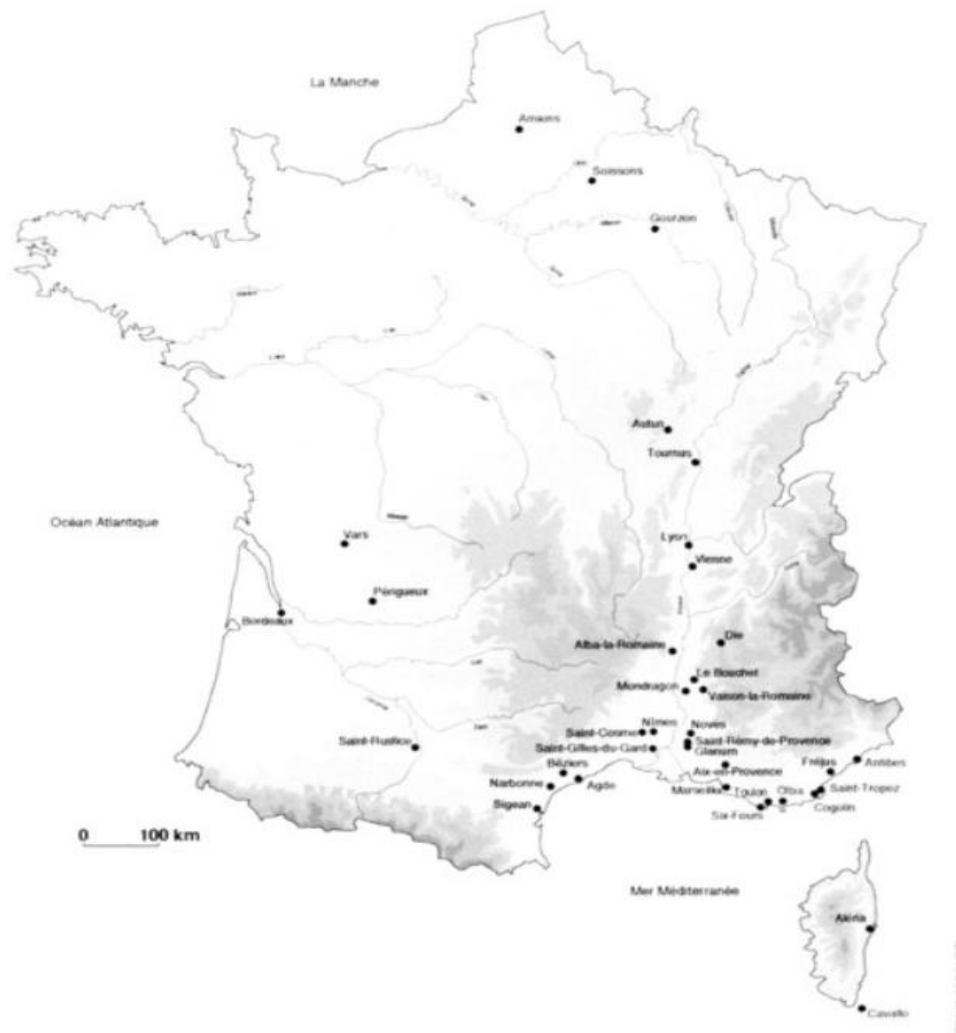 La Manche
Amiens
Soissons
Gourzon
Autun
Tournus
Océan Atlantique
Vars
Lyon
Vienne
Périgueux
Bordeaux
Die
Alba-la-Romaine
Le Bouchet
Mondragon
Vaison-la-Romaine
Nîmes
Noves
Saint-Cosme
Saint-Rustice
Saint-Rémy-de-Provence
Saint-Gilles-du-Gard
Glanum
Béziers
Aix-en-Provence
Fréjus
Antibes
Narbonne
Agde
Marseille
Toulon
Olbia
Saint-Tropez
Sigean
Six-Fours
Cogolin
0 100 km
Mer Méditerranée
Aléria
Cavallo